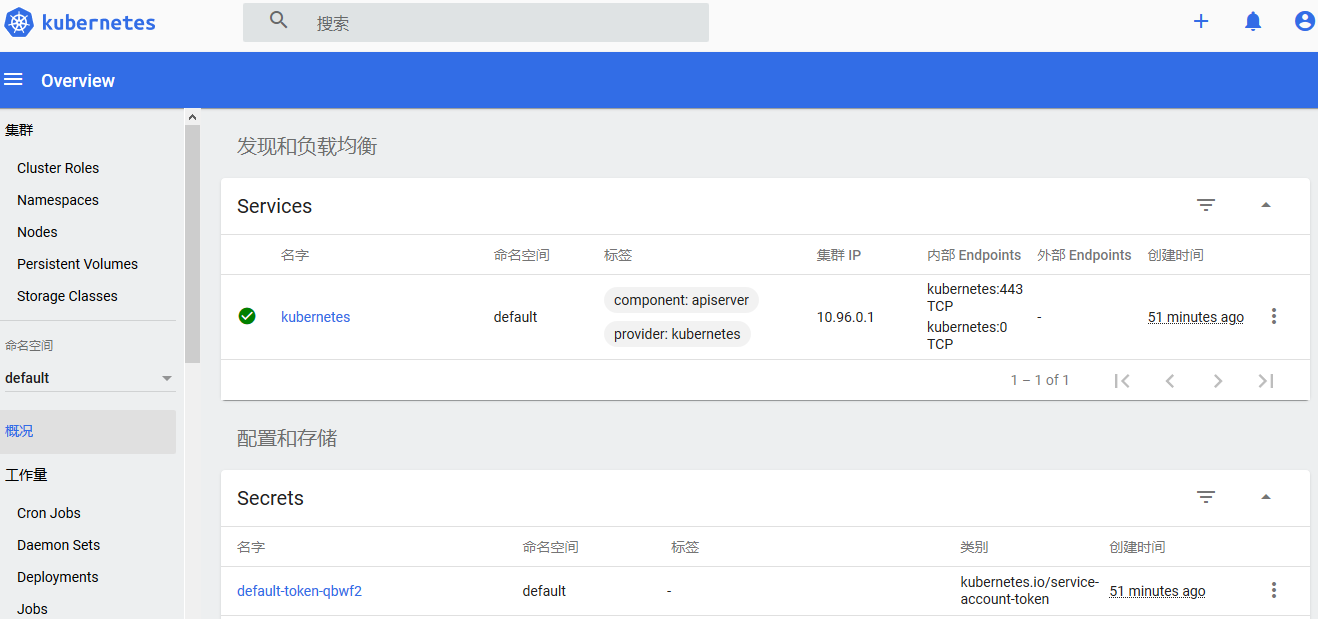 kubernetes
搜索
Overview
集群
Cluster Roles
Namespaces
Nodes
Persistent Volumes
Storage Classes
命名空间
default
概况
工作量
Cron Jobs
Daemon Sets
Deployments
Jobs
发现和负载均衡
Services
名字 命名空间 标签 集群 IP 内部 Endpoints 外部 Endpoints 创建时间
kubernetes default component: apiserver provider: kubernetes 10.96.0.1 kubernetes:443 TCP kubernetes:0 TCP - 51 minutes ago
1 – 1 of 1
配置和存储
Secrets
名字 命名空间 标签 类别 创建时间
default-token-qbwf2 default - kubernetes.io/service-account-token 51 minutes ago